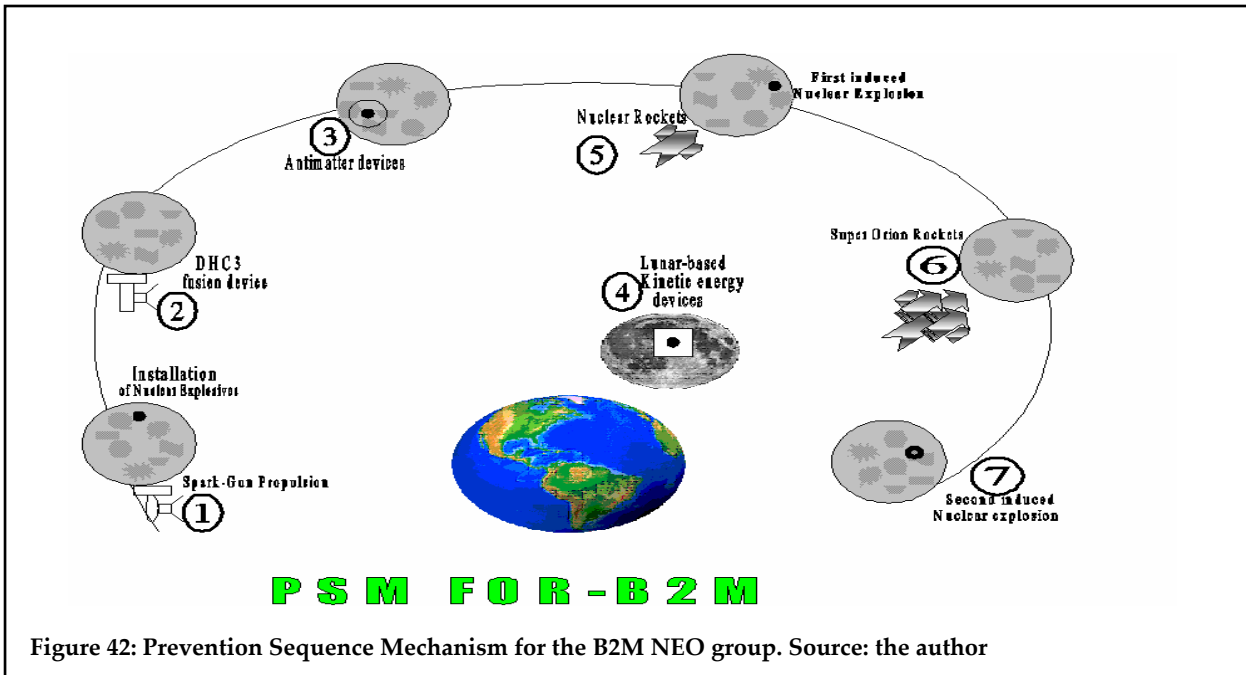 First induced
Nuclear Explosion
Nuclear Rockets
5
3
Antimatter devices
Super Orion Rockets
6
DHC3
fusion device
2
Lunar-based
Kinetic energy
devices
4
Installation
of Nuclear Explosives
Spark-Gun Propulsion
1
7
Second induced
Nuclear explosion
PSM FOR-B2M
Figure 42: Prevention Sequence Mechanism for the B2M NEO group. Source: the author